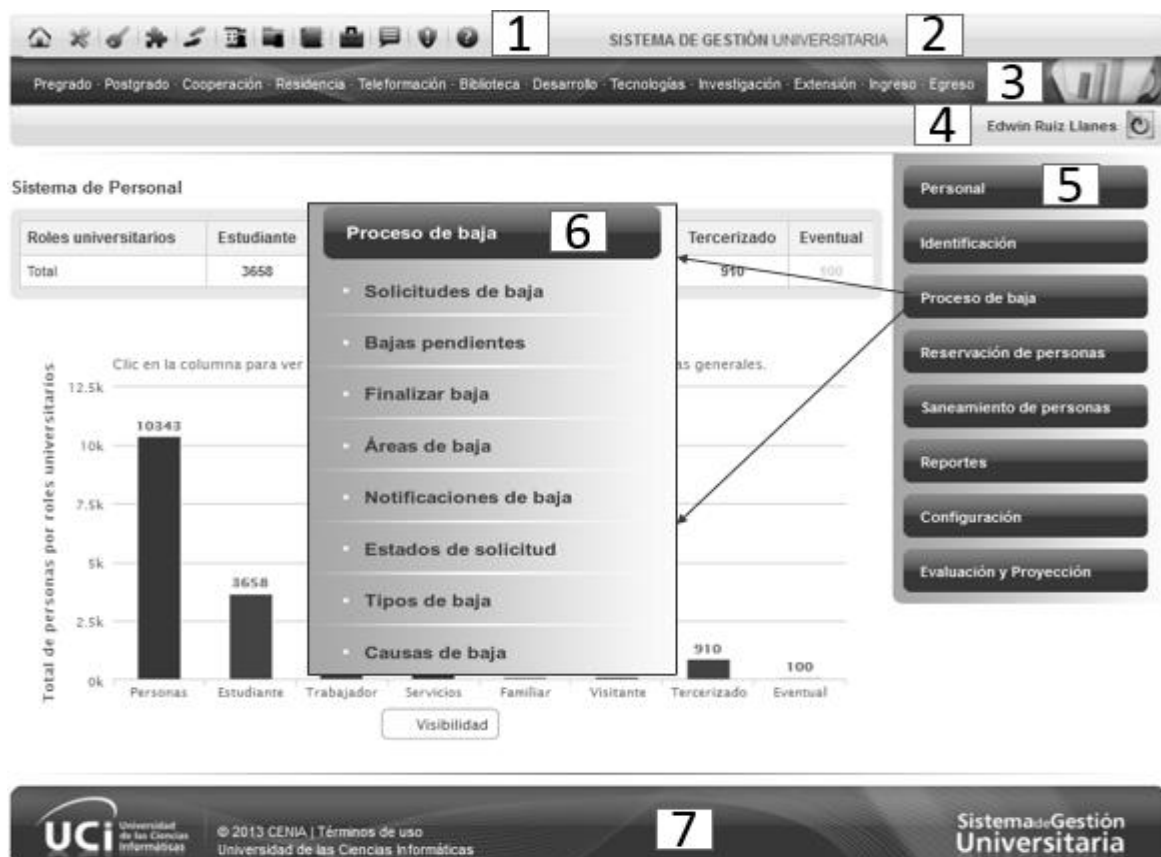 1
SISTEMA DE GESTIÓN UNIVERSITARIA
2
Pregrado · Postgrado · Cooperación · Residencia · Teleformación · Biblioteca · Desarrollo · Tecnologías · Investigación · Extensión · Ingreso · Egreso
3
4
Edwin Ruiz Llanes
Sistema de Personal
Roles universitarios Estudiante Tercerizado Eventual
Total 3658 910 100
Clic en la columna para ver
as generales.
Total de personas por roles universitarios
12.5k
10k
7.5k
5k
2.5k
0k
10343
3658
910
100
Personas Estudiante Trabajador Servicios Familiar Visitante Tercerizado Eventual
Visibilidad
Proceso de baja
6
Solicitudes de baja
Bajas pendientes
Finalizar baja
Áreas de baja
Notificaciones de baja
Estados de solicitud
Tipos de baja
Causas de baja
Personal
5
Identificación
Proceso de baja
Reservación de personas
Saneamiento de personas
Reportes
Configuración
Evaluación y Proyección
UCi
Universidad
de las Ciencias
Informáticas
© 2013 CENIA | Términos de uso
Universidad de las Ciencias Informáticas
7
Sistema de Gestión
Universitaria